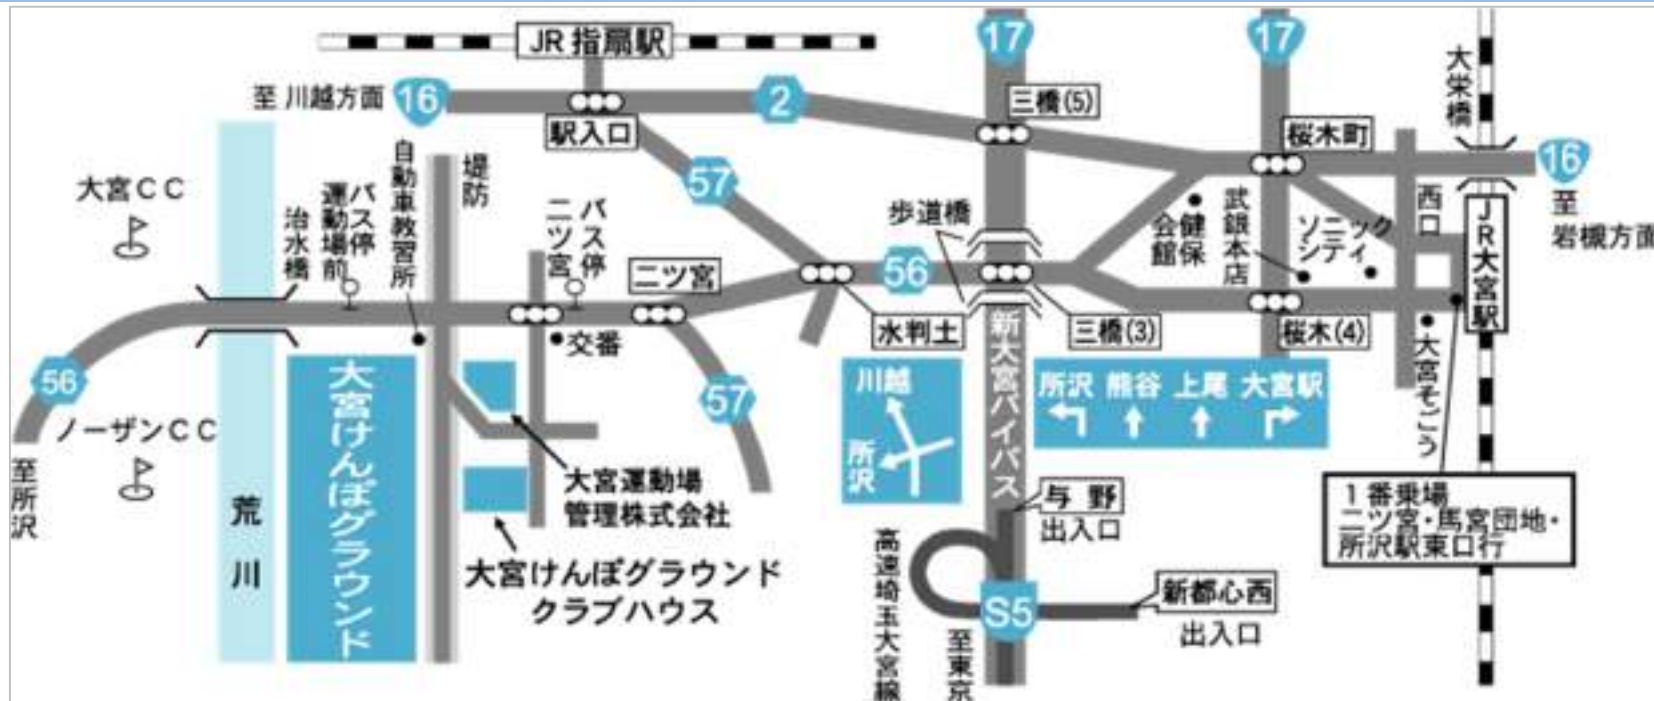 JR 指扇駅
17
17
大栄橋
至 川越方面
16
2
三橋(5)
駅入口
桜木町
16
至
岩槻方面
自動車教習所
堤防
57
大宮CC
治水橋
運動場前
バス停
二ツ宮
バス停
歩道橋
会館
健保
武銀本店
ソニック
シティ
西口
JR大宮駅
二ツ宮
56
水判土
三橋(3)
桜木(4)
交番
56
57
大宮けんぽグラウンド
新大宮バイパス
川越
所沢
所沢
熊谷
上尾
大宮駅
大宮そごう
ノーザンCC
至所沢
荒川
大宮運動場
管理株式会社
大宮けんぽグラウンド
クラブハウス
与野
出入口
1番乗場
二ツ宮・馬宮団地・
所沢駅東口行
高速埼玉大宮線
S5
新都心西
出入口
至東京